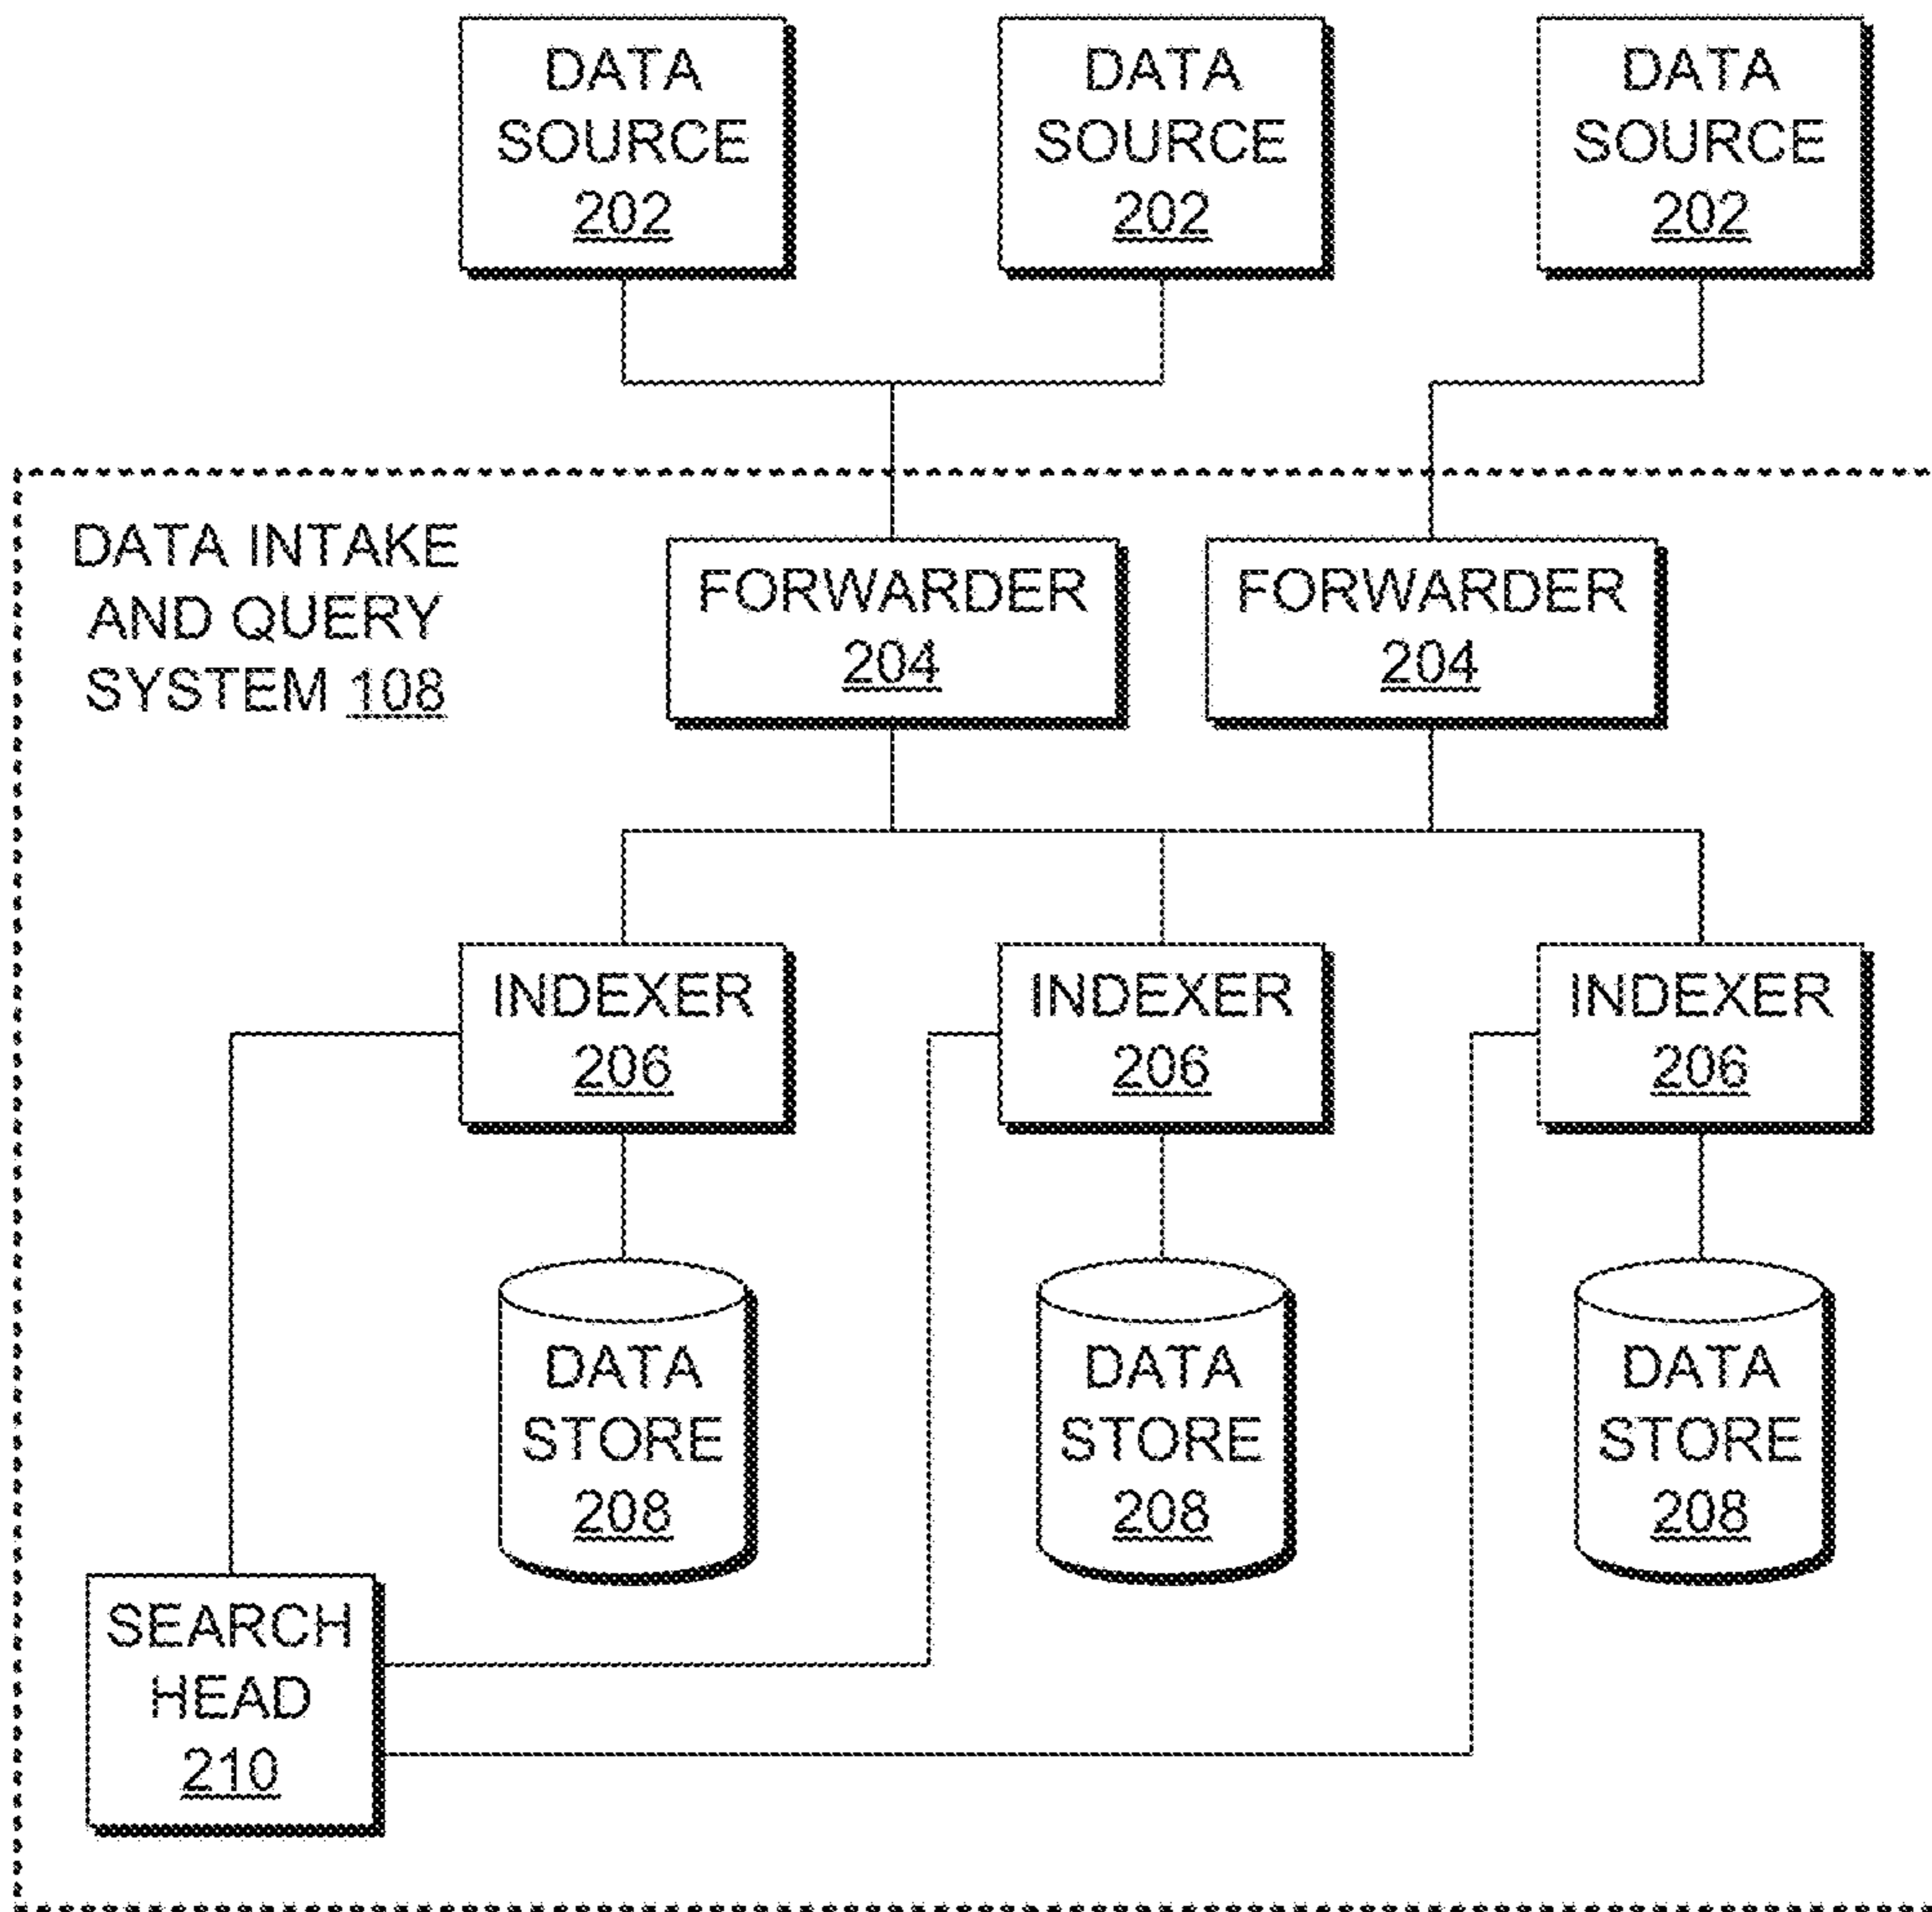 DATA
SOURCE
202
DATA
SOURCE
202
DATA
SOURCE
202
DATA INTAKE
AND QUERY
SYSTEM 108
FORWARDER
204
FORWARDER
204
INDEXER
206
INDEXER
206
INDEXER
206
DATA
STORE
208
DATA
STORE
208
DATA
STORE
208
SEARCH
HEAD
210